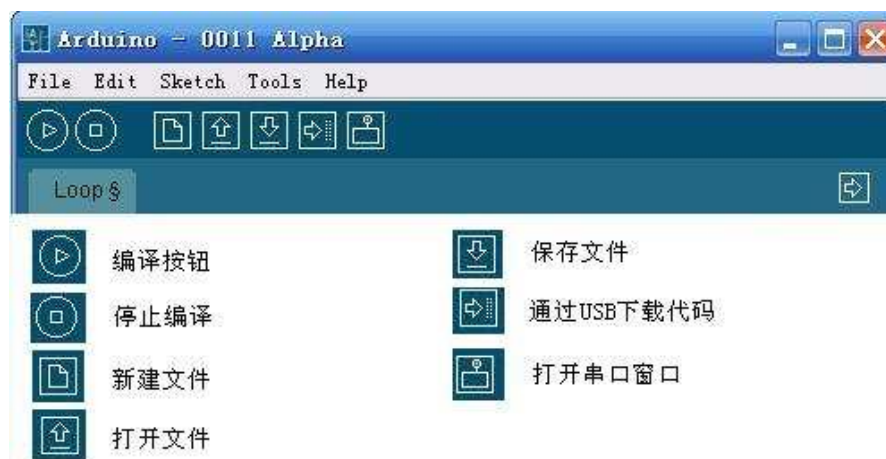 Arduino - 0011 Alpha
File Edit Sketch Tools Help
Loop §
编译按钮
停止编译
新建文件
打开文件
保存文件
通过USB下载代码
打开串口窗口